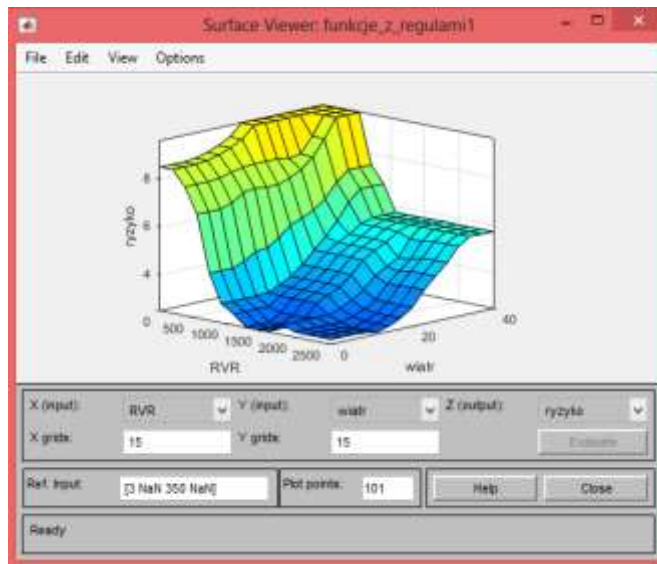 Surface Viewer: funkcje_z_regulami1
File Edit View Options
8
6
4
ryzyko
0 500 1000 1500 2000 2500
RVR
0 20 40
wiatr
X (input): RVR Y (input): wiatr Z (output): ryzyko
X grids: 15 Y grids: 15 Evaluate
Ref. Input: [3 NaN 350 NaN] Plot points: 101 Help Close
Ready